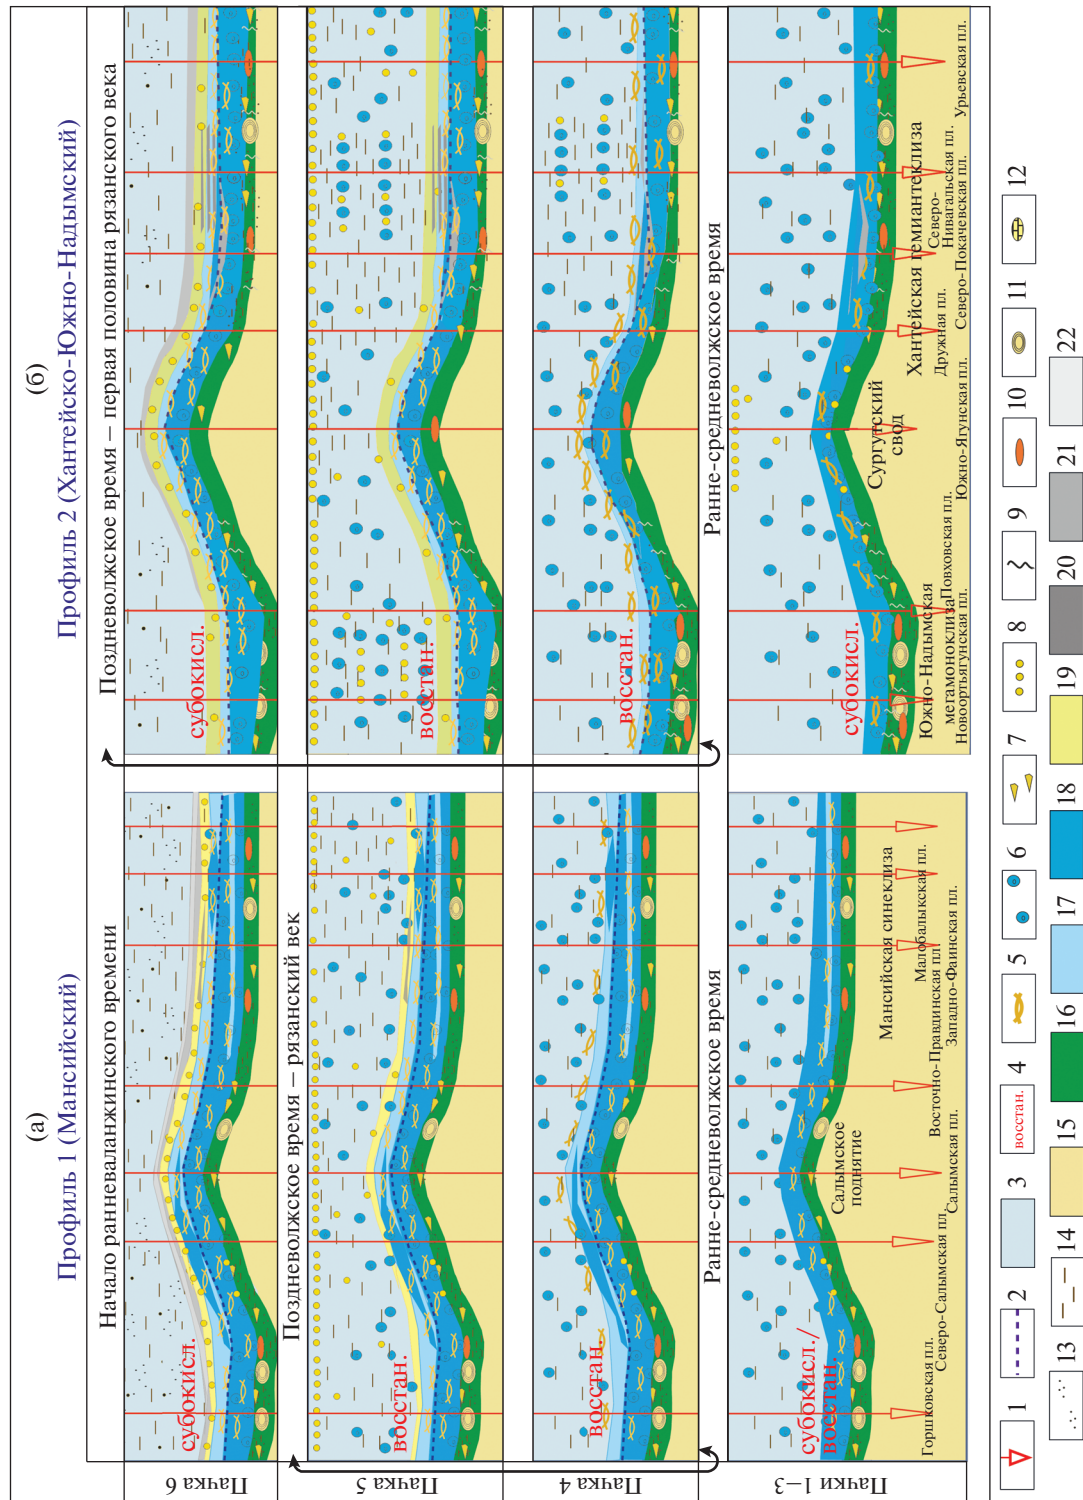 (а)
Профиль 1 (Мансийский)
Начало ранневаланжинского времени
Пачка 6
субокисл.
Поздневолжское время – рязанский век
Пачка 5
восстан.
Пачка 4
восстан.
Ранне-средневолжское время
Пачки 1–3
субокисл./
восстан.
Салымское
поднятие
Мансийская синеклиза
Горшковская пл.
Северо-Салымская пл.
Салымская пл.
Восточно-Правдинская пл.
Западно-Фаинская пл.
Малобалыкская пл.
(б)
Профиль 2 (Хантейско-Южно-Надымский)
Поздневолжское время – первая половина рязанского века
субокисл.
восстан.
восстан.
Ранне-средневолжское время
субокисл.
Южно-Надымская
мегамоноклиза
Новоортьягунская пл.
Повховская пл.
Сургутский
свод
Южно-Ягунская пл.
Хантейская гемиантеклиза
Дружная пл.
Северо-Покачевская пл.
Северо-
Нивагальская пл.
Урьевская пл.
1 2 3 4 5 6 7 8 9 10 11 12
восстан.
13 14 15 16 17 18 19 20 21 22